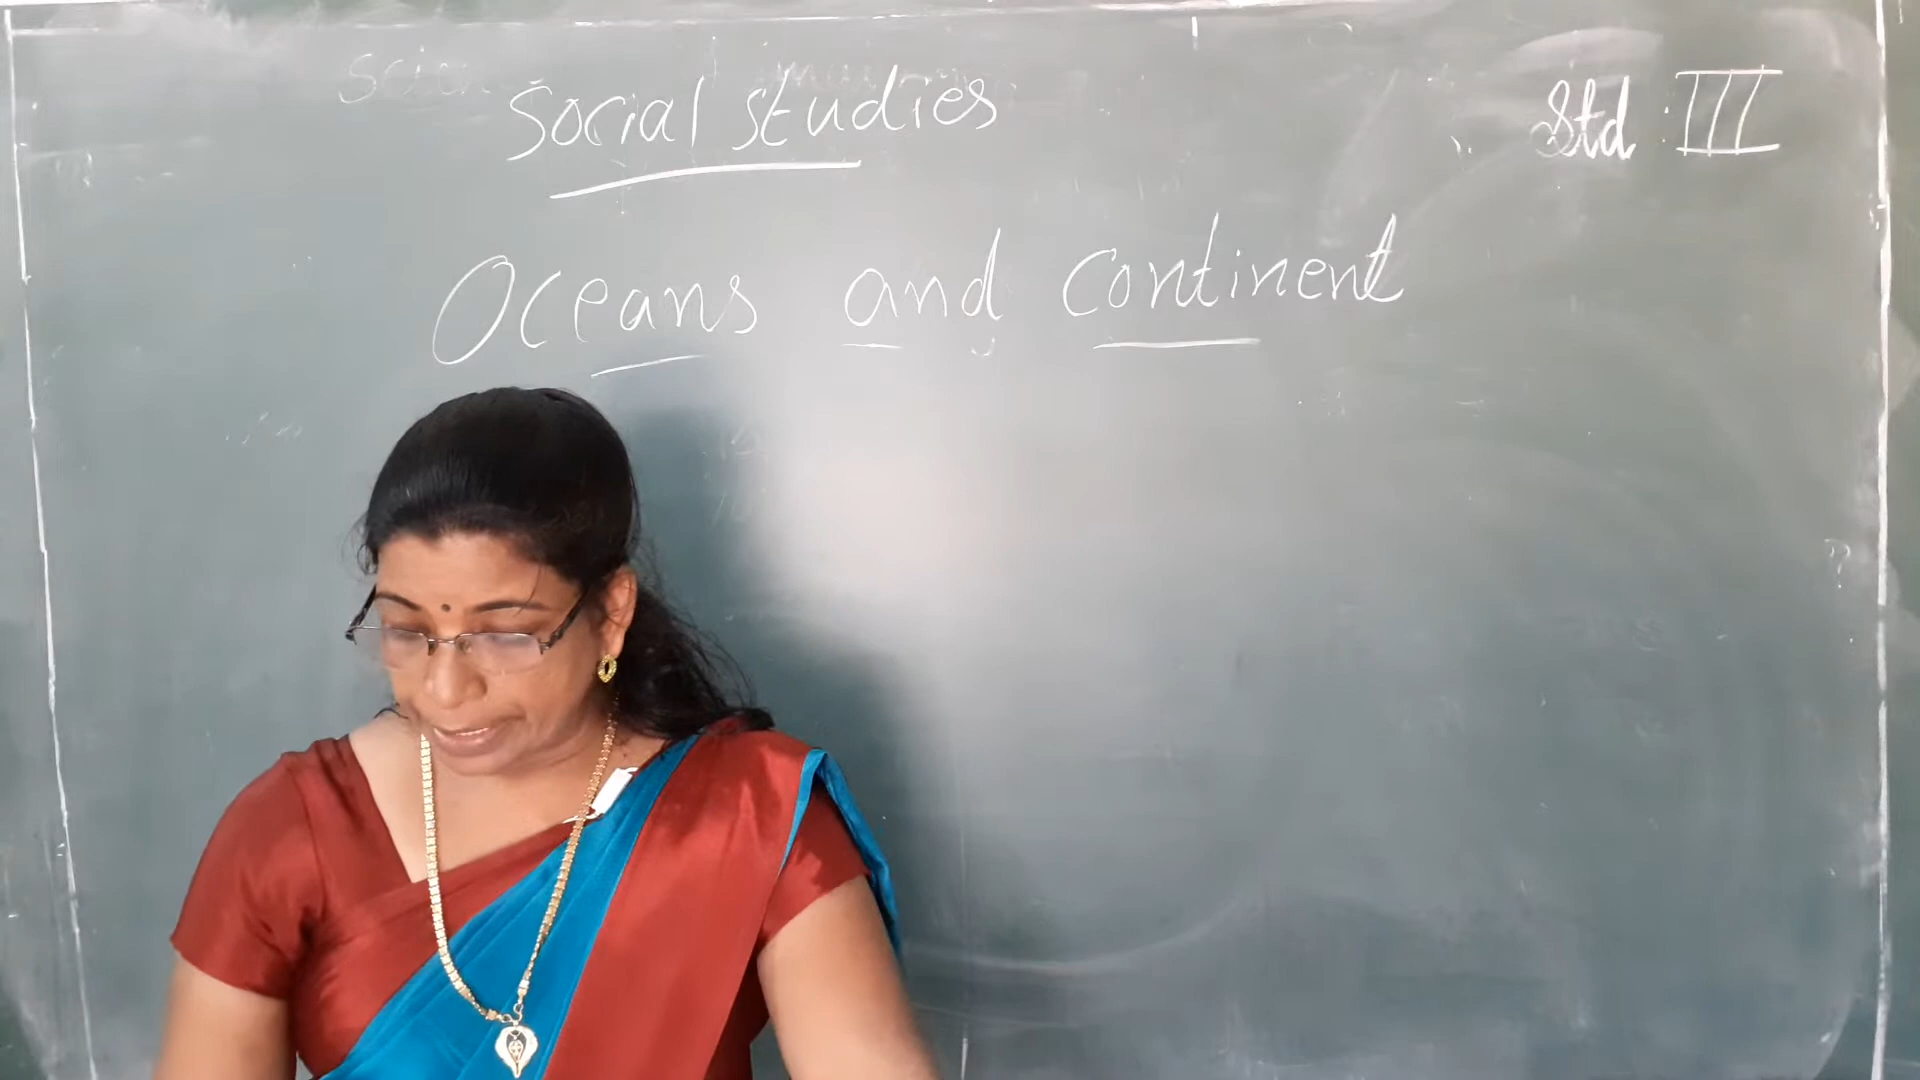 Social studies
Std : III
Oceans and continent